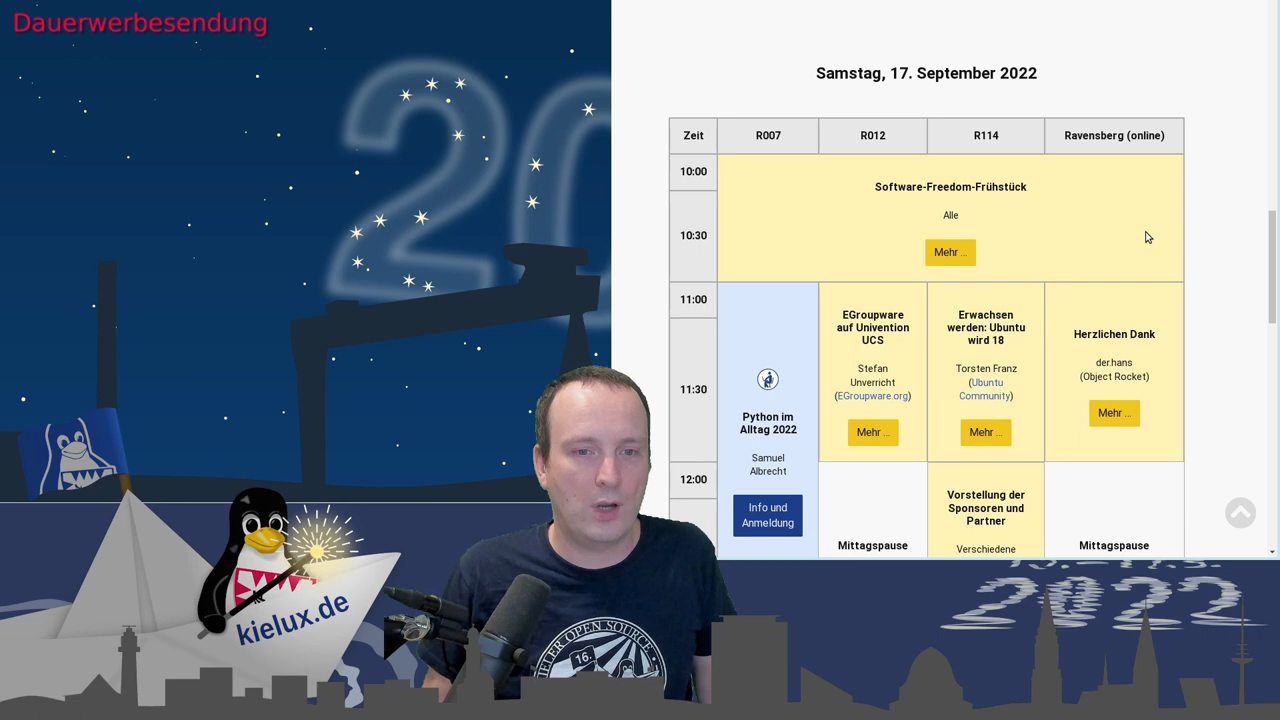 Dauerwerbesendung
20
Samstag, 17. September 2022
Zeit
R007
R012
R114
Ravensberg (online)
10:00
Software-Freedom-Frühstück
Alle
10:30
Mehr ...
11:00
EGroupware
auf Univention
UCS
Stefan
Unverricht
(EGroupware.org)
Mehr ...
Erwachsen
werden: Ubuntu
wird 18
Torsten Franz
(Ubuntu
Community)
Mehr ...
Herzlichen Dank
der.hans
(Object Rocket)
Mehr ...
11:30
Python im
Alltag 2022
Samuel
Albrecht
Info und
Anmeldung
12:00
Mittagspause
Vorstellung der
Sponsoren und
Partner
Verschiedene
Mittagspause
kielux.de
2022
IELER OPEN SOURCE
16.